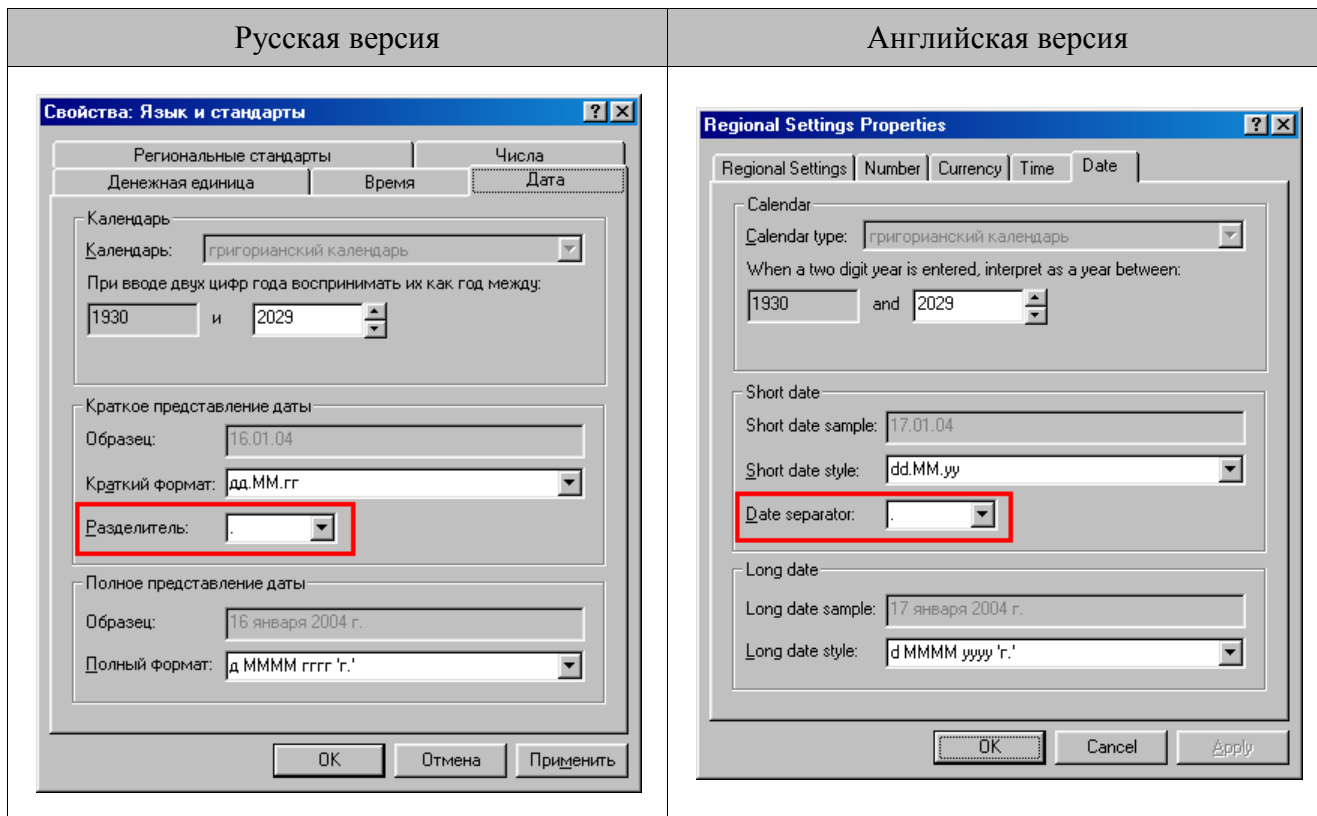 Русская версия
Английская версия
Свойства: Язык и стандарты
Региональные стандарты
Числа
Денежная единица
Время
Дата
Календарь
Календарь:
григорианский календарь
При вводе двух цифр года воспринимать их как год между:
1930
и
2029
Краткое представление даты
Образец:
16.01.04
Краткий формат:
дд.ММ.гг
Разделитель:
.
Полное представление даты
Образец:
16 января 2004 г.
Полный формат:
д ММММ гггг 'г.'
ОК
Отмена
Применить
Regional Settings Properties
Regional Settings
Number
Currency
Time
Date
Calendar
Calendar type:
григорианский календарь
When a two digit year is entered, interpret as a year between:
1930
and
2029
Short date
Short date sample:
17.01.04
Short date style:
dd.MM.yy
Date separator:
.
Long date
Long date sample:
17 января 2004 г.
Long date style:
d MMMM yyyy 'г.'
OK
Cancel
Apply